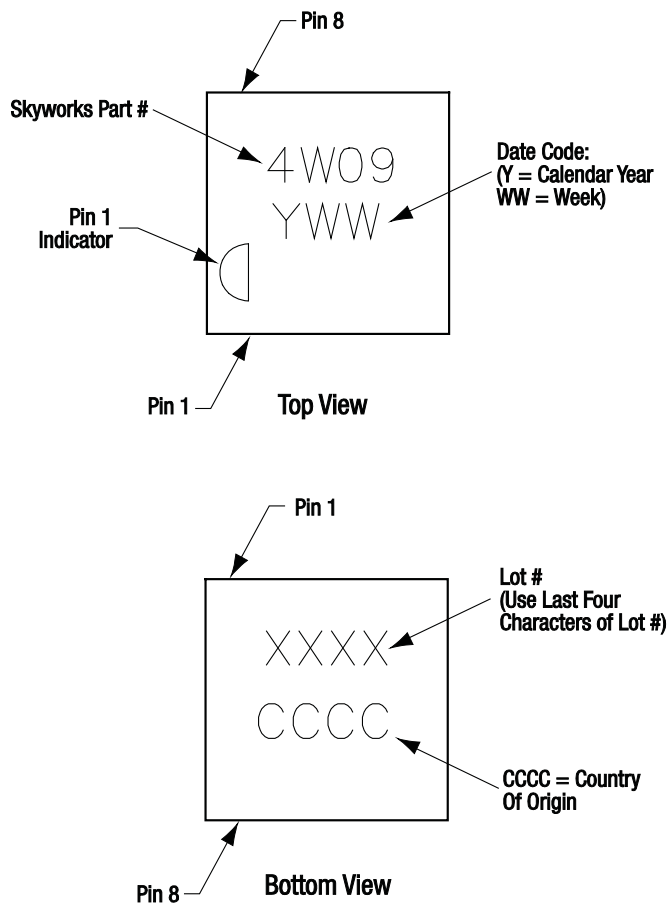 Pin 8
Skyworks Part #
4W09
Date Code:
(Y = Calendar Year
WW = Week)
YWW
Pin 1
Indicator
Pin 1
Top View
Pin 1
Lot #
(Use Last Four
Characters of Lot #)
XXXX
CCCC
CCCC = Country
Of Origin
Pin 8
Bottom View